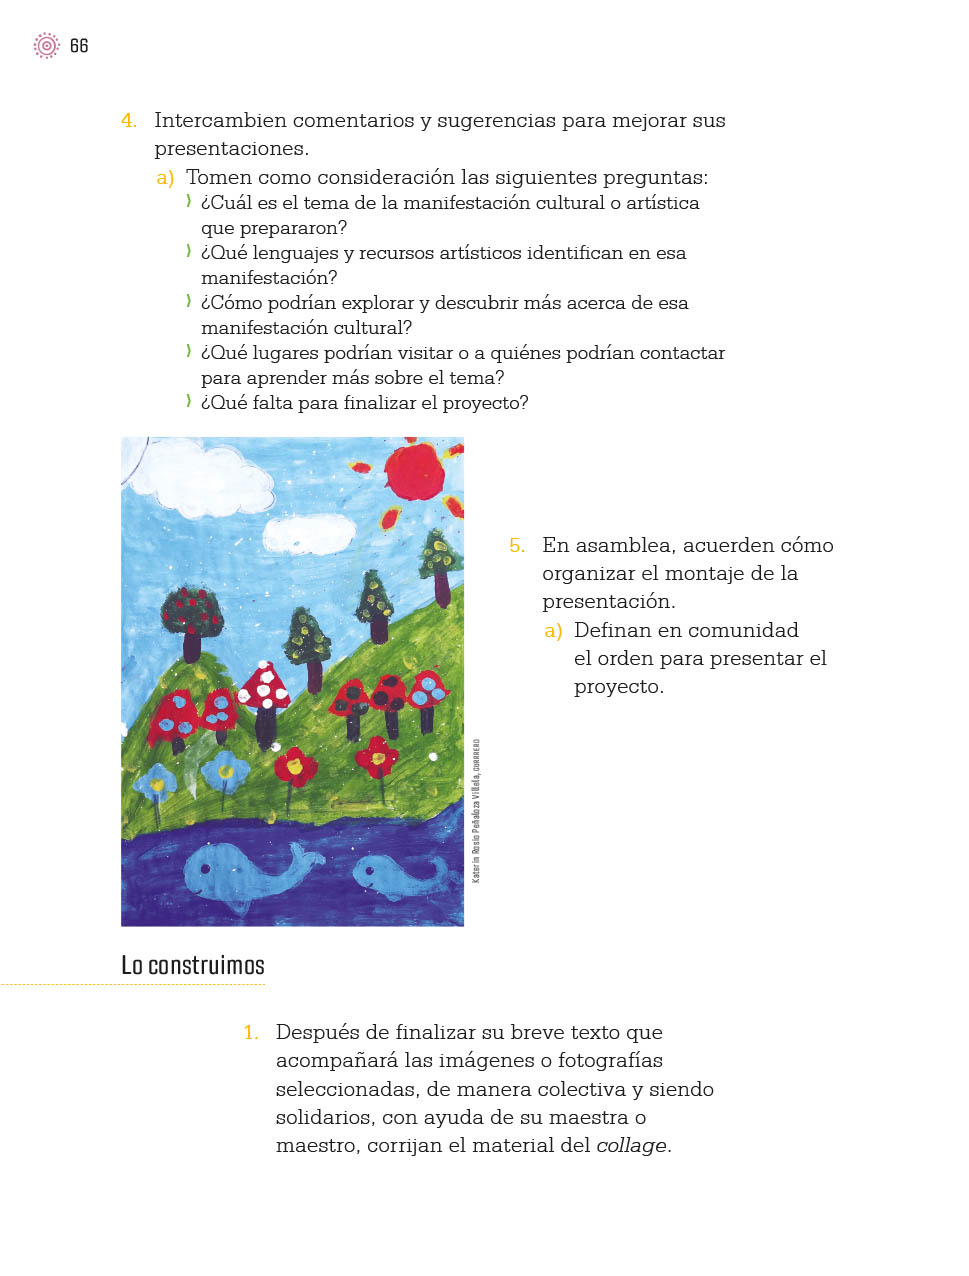 66
4. Intercambien comentarios y sugerencias para mejorar sus
presentaciones.
a) Tomen como consideración las siguientes preguntas:
⟩ ¿Cuál es el tema de la manifestación cultural o artística
que prepararon?
⟩ ¿Qué lenguajes y recursos artísticos identifican en esa
manifestación?
⟩ ¿Cómo podrían explorar y descubrir más acerca de esa
manifestación cultural?
⟩ ¿Qué lugares podrían visitar o a quiénes podrían contactar
para aprender más sobre el tema?
⟩ ¿Qué falta para finalizar el proyecto?
5. En asamblea, acuerden cómo
organizar el montaje de la
presentación.
a) Definan en comunidad
el orden para presentar el
proyecto.
Katerin Rosio Peñaloza Villela,
Lo construimos
1. Después de finalizar su breve texto que
acompañará las imágenes o fotografías
seleccionadas, de manera colectiva y siendo
solidarios, con ayuda de su maestra o
maestro, corrijan el material del collage.